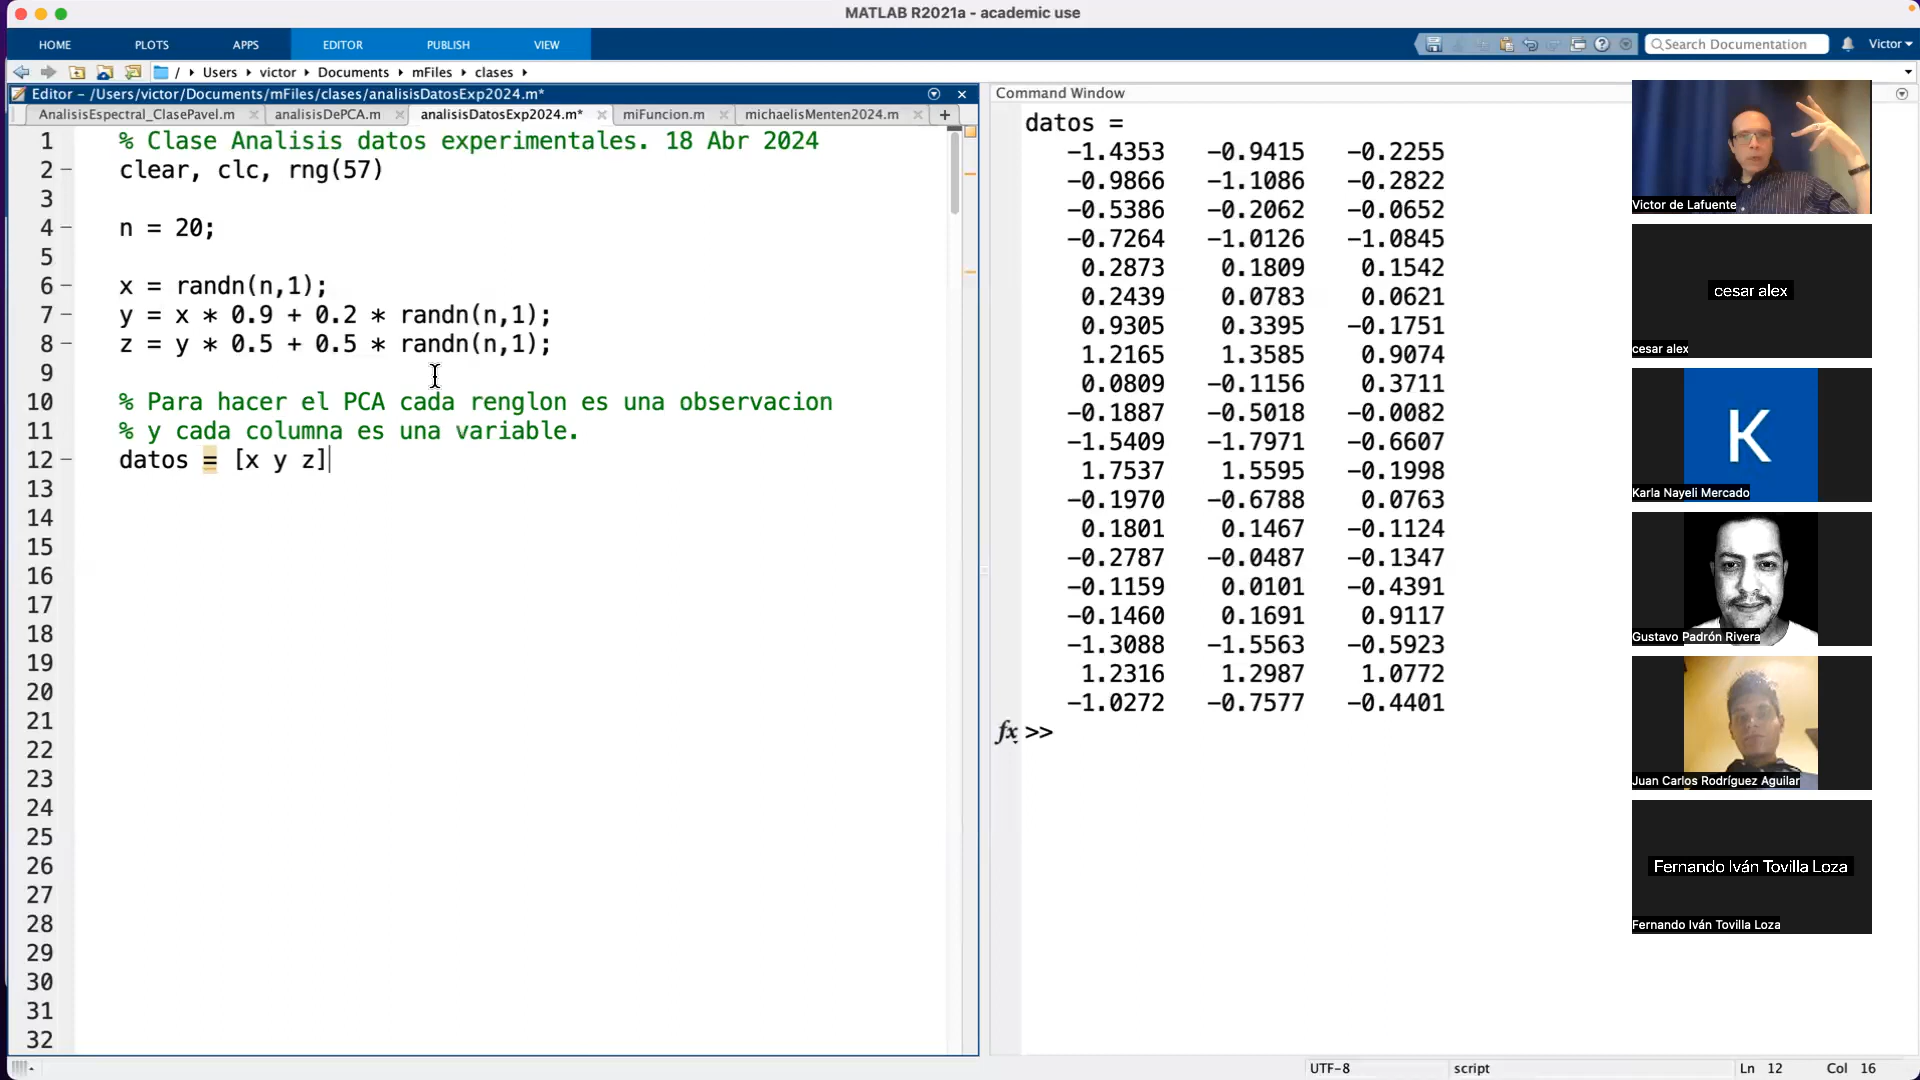 MATLAB R2021a - academic use
HOME PLOTS APPS EDITOR PUBLISH VIEW
Search Documentation Victor
/ Users victor Documents mFiles clases
Editor - /Users/victor/Documents/mFiles/clases/analisisDatosExp2024.m*
AnalisisEspectral_ClasePavel.m analisisDePCA.m analisisDatosExp2024.m* miFuncion.m michaelisMenten2024.m +
1 % Clase Analisis datos experimentales. 18 Abr 2024
2 clear, clc, rng(57)
3
4 n = 20;
5
6 x = randn(n,1);
7 y = x * 0.9 + 0.2 * randn(n,1);
8 z = y * 0.5 + 0.5 * randn(n,1);
9
10 % Para hacer el PCA cada renglon es una observacion
11 % y cada columna es una variable.
12 datos = [x y z]
13
14
15
16
17
18
19
20
21
22
23
24
25
26
27
28
29
30
31
32
Command Window
datos =
-1.4353 -0.9415 -0.2255
-0.9866 -1.1086 -0.2822
-0.5386 -0.2062 -0.0652
-0.7264 -1.0126 -1.0845
0.2873 0.1809 0.1542
0.2439 0.0783 0.0621
0.9305 0.3395 -0.1751
1.2165 1.3585 0.9074
0.0809 -0.1156 0.3711
-0.1887 -0.5018 -0.0082
-1.5409 -1.7971 -0.6607
1.7537 1.5595 -0.1998
-0.1970 -0.6788 0.0763
0.1801 0.1467 -0.1124
-0.2787 -0.0487 -0.1347
-0.1159 0.0101 -0.4391
-0.1460 0.1691 0.9117
-1.3088 -1.5563 -0.5923
1.2316 1.2987 1.0772
-1.0272 -0.7577 -0.4401
fx >>
Victor de Lafuente
cesar alex
cesar alex
K
Karla Nayeli Mercado
Gustavo Padrón Rivera
Juan Carlos Rodríguez Aguilar
Fernando Iván Tovilla Loza
Fernando Iván Tovilla Loza
UTF-8 script Ln 12 Col 16